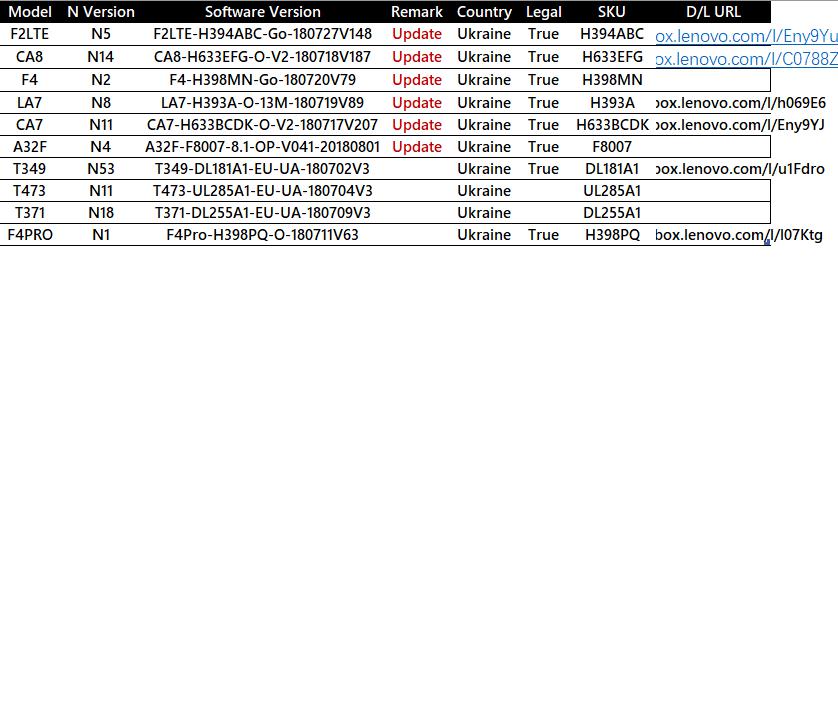 Model N Version Software Version Remark Country Legal SKU D/L URL
F2LTE N5 F2LTE-H394ABC-Go-180727V148 Update Ukraine True H394ABC ox.lenovo.com/l/Eny9Yu
CA8 N14 CA8-H633EFG-O-V2-180718V187 Update Ukraine True H633EFG ox.lenovo.com/l/C0788Z
F4 N2 F4-H398MN-Go-180720V79 Update Ukraine True H398MN
LA7 N8 LA7-H393A-O-13M-180719V89 Update Ukraine True H393A box.lenovo.com/l/h069E6
CA7 N11 CA7-H633BCDK-O-V2-180717V207 Update Ukraine True H633BCDK box.lenovo.com/l/Eny9YJ
A32F N4 A32F-F8007-8.1-OP-V041-20180801 Update Ukraine True F8007
T349 N53 T349-DL181A1-EU-UA-180702V3 Ukraine True DL181A1 box.lenovo.com/l/u1Fdro
T473 N11 T473-UL285A1-EU-UA-180704V3 Ukraine UL285A1
T371 N18 T371-DL255A1-EU-UA-180709V3 Ukraine DL255A1
F4PRO N1 F4Pro-H398PQ-O-180711V63 Ukraine True H398PQ box.lenovo.com/l/I07Ktg